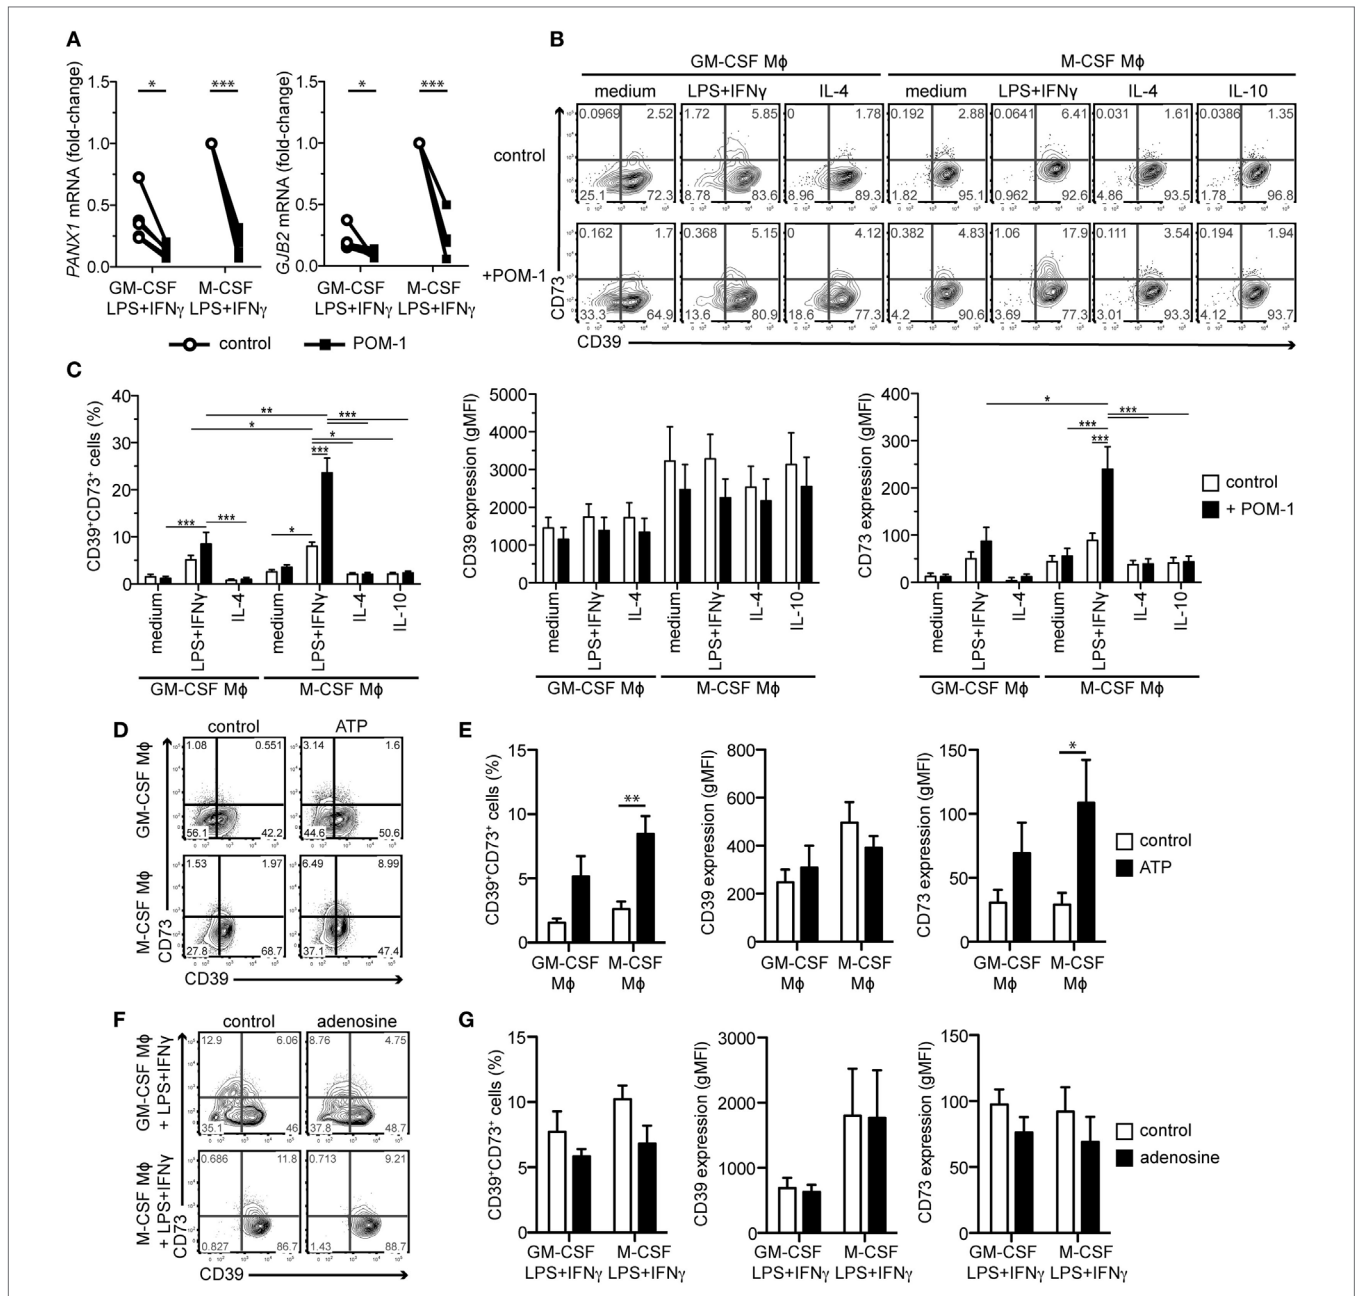 A
1.5
1.0
0.5
0.0
PANX1 mRNA (fold-change)
*
***
GM-CSF
LPS+IFNγ
M-CSF
LPS+IFNγ
1.5
1.0
0.5
0.0
GJB2 mRNA (fold-change)
*
***
GM-CSF
LPS+IFNγ
M-CSF
LPS+IFNγ
control
POM-1
B
GM-CSF Mϕ
M-CSF Mϕ
medium
LPS+IFNγ
IL-4
medium
LPS+IFNγ
IL-4
IL-10
control
0.0969 2.52
25.1 72.3
1.72 5.85
8.78 83.6
0 1.78
8.96 89.3
0.192 2.88
1.82 95.1
0.0641 6.41
0.962 92.6
0.031 1.61
4.86 93.5
0.0386 1.35
1.78 96.8
+POM-1
0.162 1.7
33.3 64.9
0.368 5.15
13.6 80.9
0 4.12
18.6 77.3
0.382 4.83
4.2 90.6
1.06 17.9
3.69 77.3
0.111 3.54
3.01 93.3
0.194 1.94
4.12 93.7
CD73
CD39
C
CD39⁺CD73⁺ cells (%)
40
30
20
10
0
***
***
*
**
*
***
*
***
medium
LPS+IFNγ
IL-4
medium
LPS+IFNγ
IL-4
IL-10
GM-CSF Mϕ
M-CSF Mϕ
CD39 expression (gMFI)
5000
4000
3000
2000
1000
0
medium
LPS+IFNγ
IL-4
medium
LPS+IFNγ
IL-4
IL-10
GM-CSF Mϕ
M-CSF Mϕ
CD73 expression (gMFI)
400
300
200
100
0
*
***
***
***
medium
LPS+IFNγ
IL-4
medium
LPS+IFNγ
IL-4
IL-10
GM-CSF Mϕ
M-CSF Mϕ
control
+ POM-1
D
control
ATP
GM-CSF Mϕ
1.08 0.551
56.1 42.2
3.14 1.6
44.6 50.6
M-CSF Mϕ
1.53 1.97
27.8 68.7
6.49 8.99
37.1 47.4
CD73
CD39
E
CD39⁺CD73⁺ cells (%)
15
10
5
0
**
GM-CSF
Mϕ
M-CSF
Mϕ
CD39 expression (gMFI)
800
600
400
200
0
GM-CSF
Mϕ
M-CSF
Mϕ
CD73 expression (gMFI)
150
100
50
0
*
GM-CSF
Mϕ
M-CSF
Mϕ
control
ATP
F
control
adenosine
GM-CSF Mϕ
+ LPS+IFNγ
12.9 6.06
35.1 46
8.76 4.75
37.8 48.7
M-CSF Mϕ
+ LPS+IFNγ
0.686 11.8
0.827 86.7
0.713 9.21
1.43 88.7
CD73
CD39
G
CD39⁺CD73⁺ cells (%)
15
10
5
0
GM-CSF
LPS+IFNγ
M-CSF
LPS+IFNγ
CD39 expression (gMFI)
3000
2000
1000
0
GM-CSF
LPS+IFNγ
M-CSF
LPS+IFNγ
CD73 expression (gMFI)
150
100
50
0
GM-CSF
LPS+IFNγ
M-CSF
LPS+IFNγ
control
adenosine